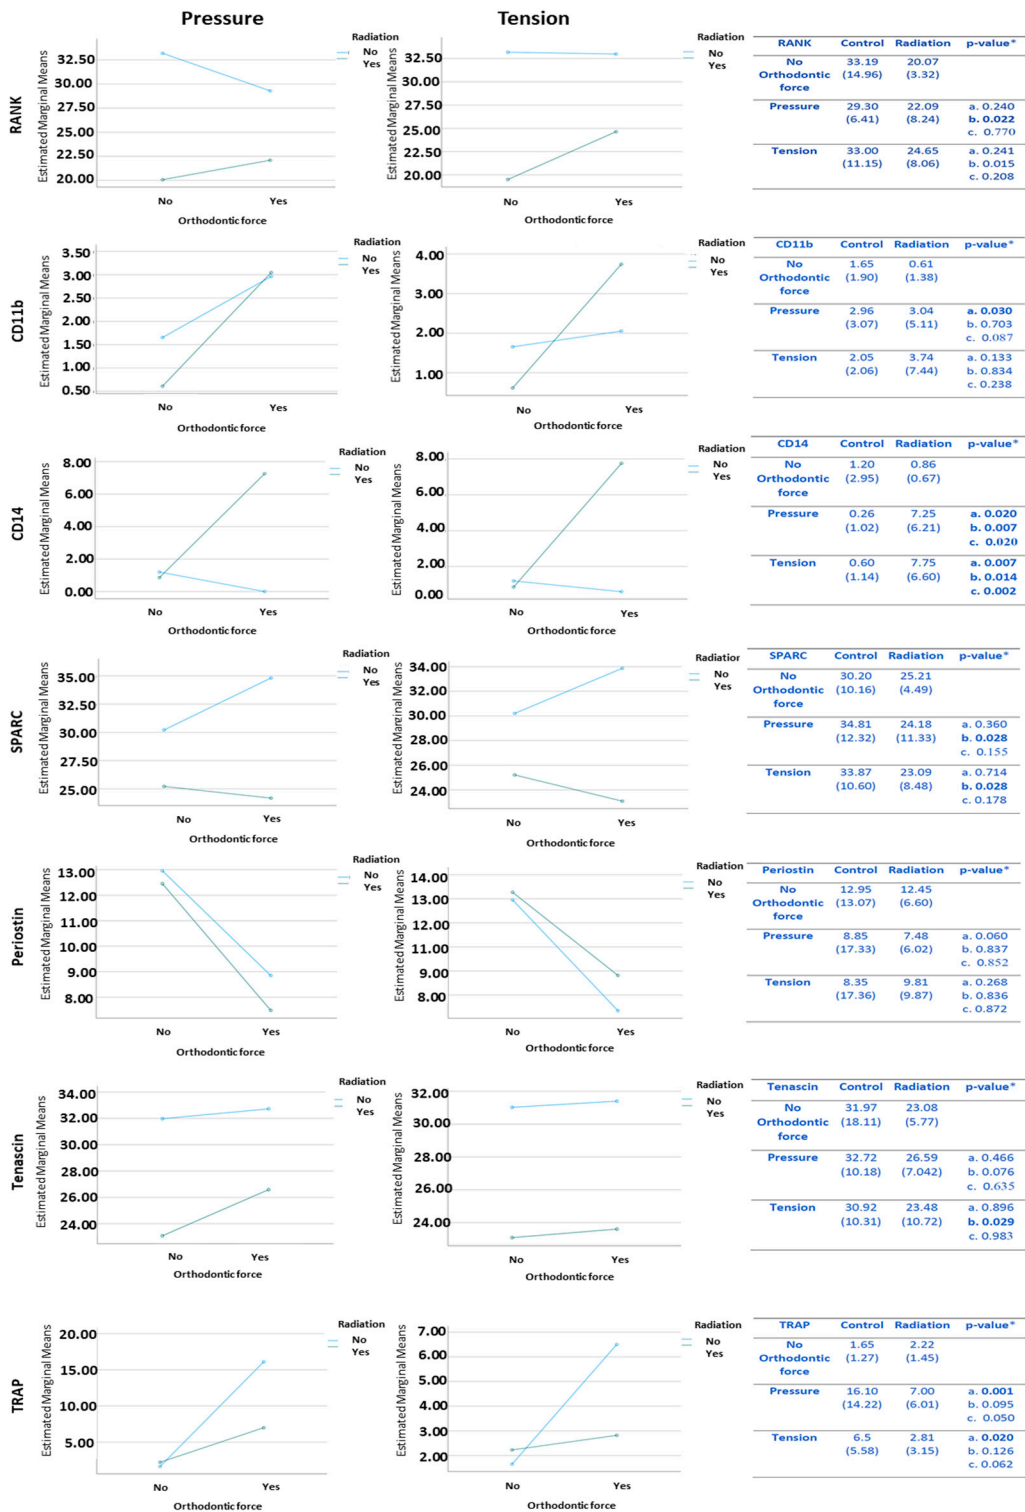 Pressure
Tension
RANK
Estimated Marginal Means
32.50
30.00
27.50
25.00
22.50
20.00
No
Yes
Orthodontic force
Radiation
No
Yes
Estimated Marginal Means
32.50
30.00
27.50
25.00
22.50
20.00
No
Yes
Orthodontic force
Radiation
No
Yes
RANK Control Radiation p-value*
No 33.19 20.07
Orthodontic (14.96) (3.32)
force
Pressure 29.30 22.09 a. 0.240
(6.41) (8.24) b. 0.022
c. 0.770
Tension 33.00 24.65 a. 0.241
(11.15) (8.06) b. 0.015
c. 0.208
CD11b
Estimated Marginal Means
3.50
3.00
2.50
2.00
1.50
1.00
0.50
No
Yes
Orthodontic force
Radiation
No
Yes
Estimated Marginal Means
4.00
3.00
2.00
1.00
No
Yes
Orthodontic force
Radiation
No
Yes
CD11b Control Radiation p-value*
No 1.65 0.61
Orthodontic (1.90) (1.38)
force
Pressure 2.96 3.04 a. 0.030
(3.07) (5.11) b. 0.703
c. 0.087
Tension 2.05 3.74 a. 0.133
(2.06) (7.44) b. 0.834
c. 0.238
CD14
Estimated Marginal Means
8.00
6.00
4.00
2.00
0.00
No
Yes
Orthodontic force
Radiation
No
Yes
Estimated Marginal Means
8.00
6.00
4.00
2.00
0.00
No
Yes
Orthodontic force
Radiation
No
Yes
CD14 Control Radiation p-value*
No 1.20 0.86
Orthodontic (2.95) (0.67)
force
Pressure 0.26 7.25 a. 0.020
(1.02) (6.21) b. 0.007
c. 0.020
Tension 0.60 7.75 a. 0.007
(1.14) (6.60) b. 0.014
c. 0.002
SPARC
Estimated Marginal Means
35.00
32.50
30.00
27.50
25.00
No
Yes
Orthodontic force
Radiation
No
Yes
Estimated Marginal Means
34.00
32.00
30.00
28.00
26.00
24.00
No
Yes
Orthodontic force
Radiation
No
Yes
SPARC Control Radiation p-value*
No 30.20 25.21
Orthodontic (10.16) (4.49)
force
Pressure 34.81 24.18 a. 0.360
(12.32) (11.33) b. 0.028
c. 0.155
Tension 33.87 23.09 a. 0.714
(10.60) (8.48) b. 0.028
c. 0.178
Periostin
Estimated Marginal Means
13.00
12.00
11.00
10.00
9.00
8.00
No
Yes
Orthodontic force
Radiation
No
Yes
Estimated Marginal Means
14.00
13.00
11.00
9.00
8.00
No
Yes
Orthodontic force
Radiation
No
Yes
Periostin Control Radiation p-value*
No 12.95 12.45
Orthodontic (13.07) (6.60)
force
Pressure 8.85 7.48 a. 0.060
(17.33) (6.02) b. 0.837
c. 0.852
Tension 8.35 9.81 a. 0.268
(17.36) (9.87) b. 0.836
c. 0.872
Tenascin
Estimated Marginal Means
34.00
32.00
28.00
26.00
24.00
No
Yes
Orthodontic force
Radiation
No
Yes
Estimated Marginal Means
32.00
30.00
28.00
26.00
24.00
No
Yes
Orthodontic force
Radiation
No
Yes
Tenascin Control Radiation p-value*
No 31.97 23.08
Orthodontic (18.11) (5.77)
force
Pressure 32.72 26.59 a. 0.466
(10.18) (7.042) b. 0.076
c. 0.635
Tension 30.92 23.48 a. 0.896
(10.31) (10.72) b. 0.029
c. 0.983
TRAP
Estimated Marginal Means
20.00
15.00
10.00
5.00
No
Yes
Orthodontic force
Radiation
No
Yes
Estimated Marginal Means
7.00
6.00
5.00
4.00
3.00
2.00
No
Yes
Orthodontic force
Radiation
No
Yes
TRAP Control Radiation p-value*
No 1.65 2.22
Orthodontic (1.27) (1.45)
force
Pressure 16.10 7.00 a. 0.001
(14.22) (6.01) b. 0.095
c. 0.050
Tension 6.5 2.81 a. 0.020
(5.58) (3.15) b. 0.126
c. 0.062